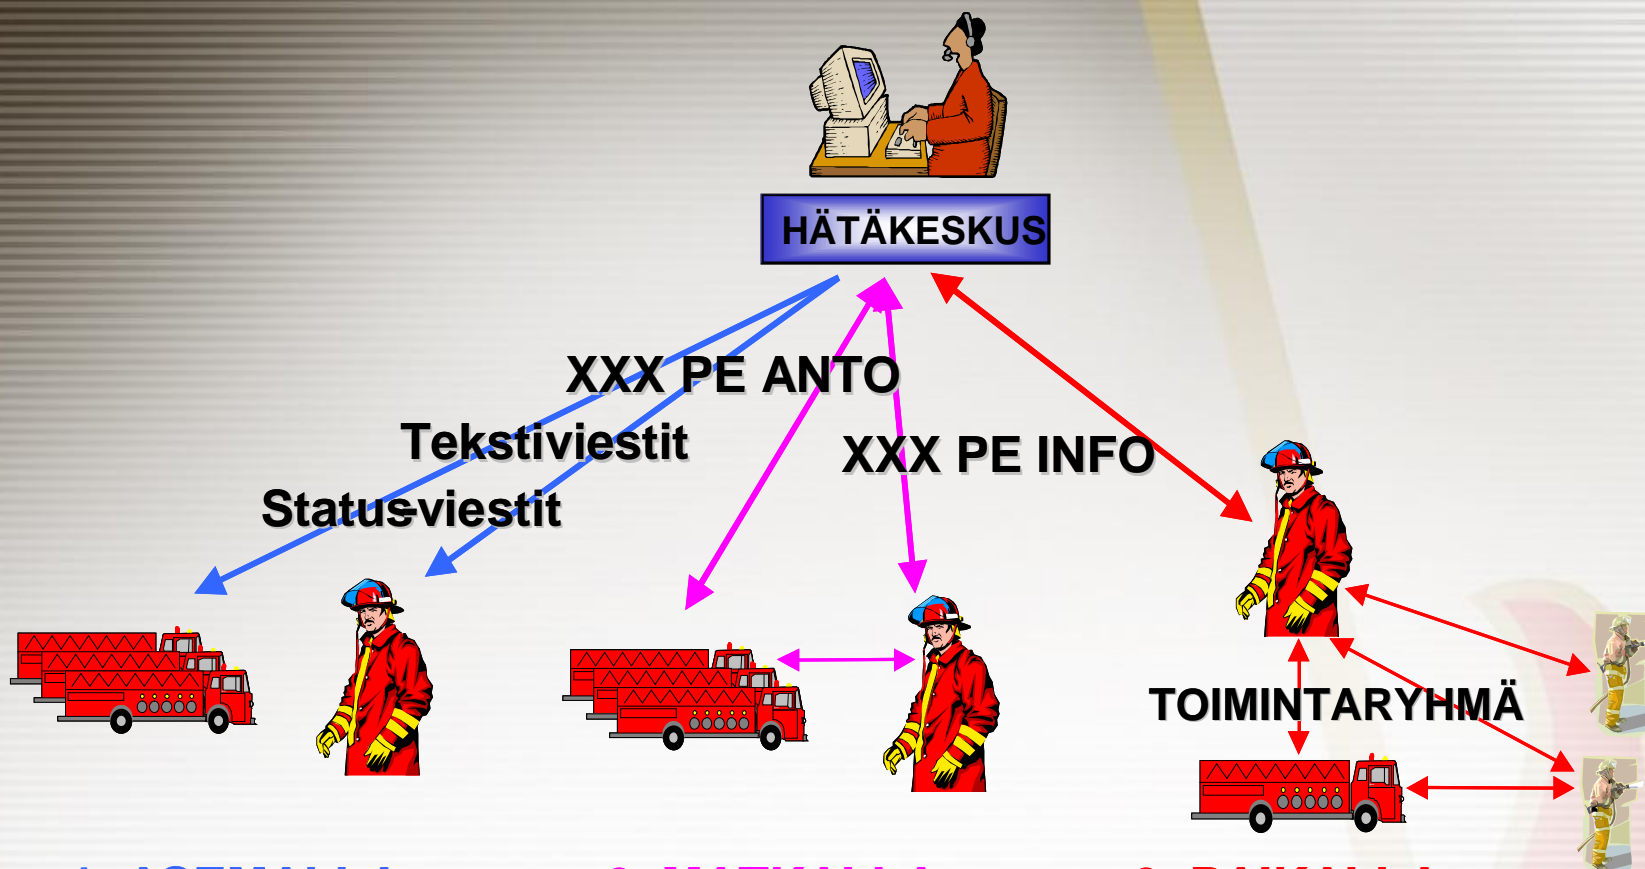 HÄTÄKESKUS
XXX PE ANTO
Tekstiviestit
XXX PE INFO
Status-viestit
TOIMINTARYHMÄ